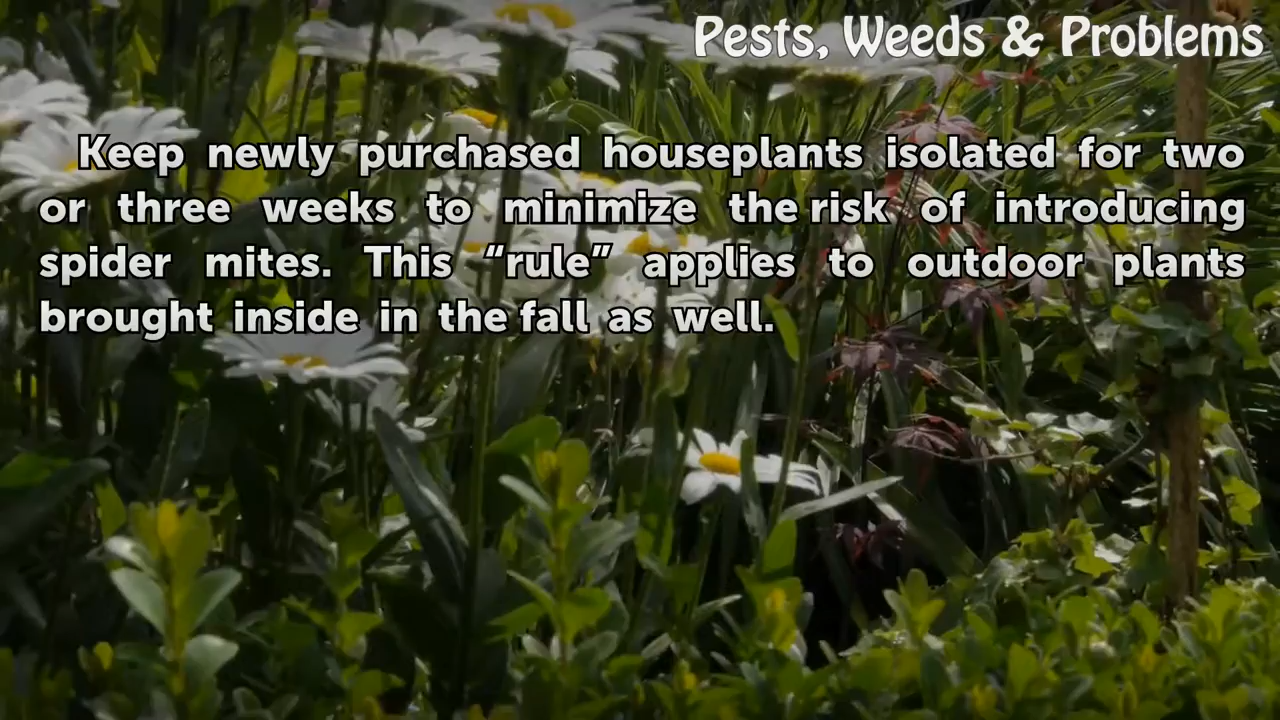 Pests, Weeds & Problems
Keep newly purchased houseplants isolated for two
or three weeks to minimize the risk of introducing
spider mites. This “rule” applies to outdoor plants
brought inside in the fall as well.